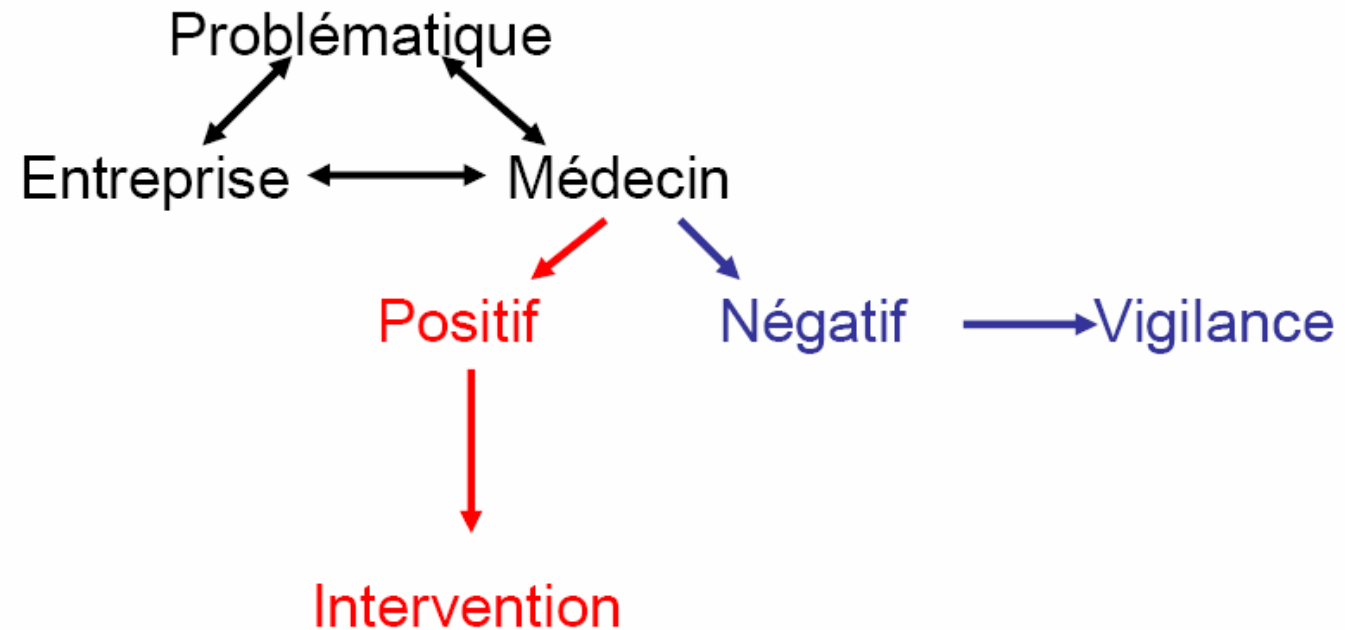 Problématique
Entreprise Médecin
Positif Négatif Vigilance
Intervention